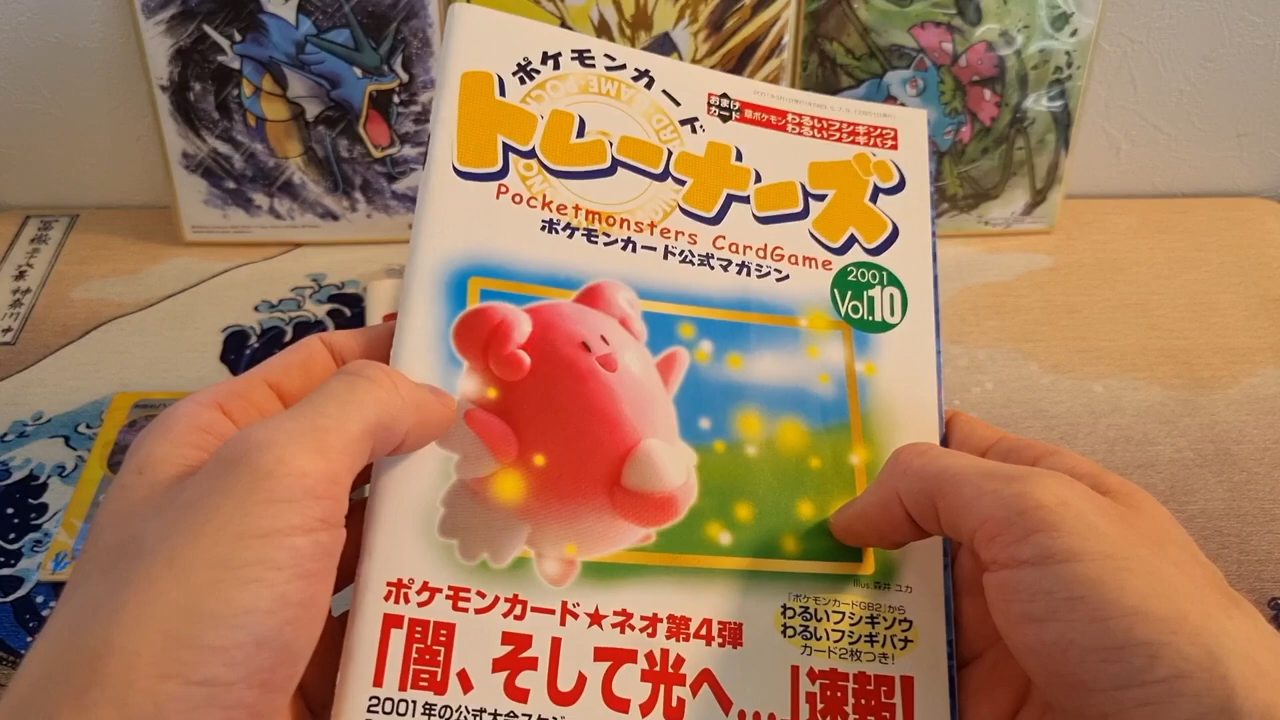 ポケモンカード
トレーナーズ
Pocketmonsters CardGame
ポケモンカード公式マガジン
おまけ
カード
草ポケモン わるいフシギソウ
わるいフシギバナ
2001
Vol.10
Illus. 森井 ユカ
ポケモンカード★ネオ第4弾
「闇、そして光へ...」速報!
『ポケモンカードGB2』から
わるいフシギソウ
わるいフシギバナ
カード2枚つき!
2001年の公式大会スケジ